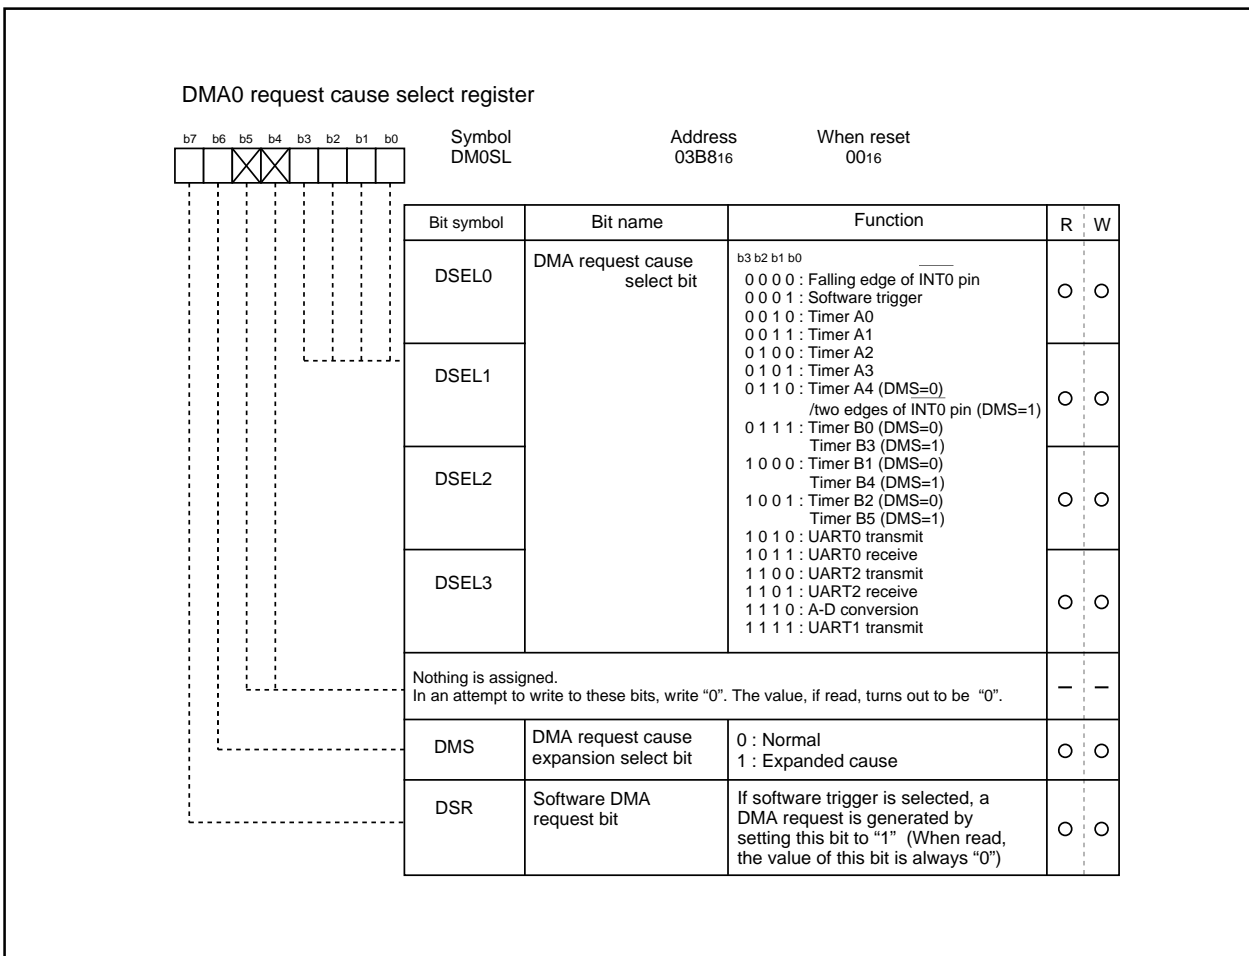 DMA0 request cause select register
b7 b6 b5 b4 b3 b2 b1 b0
Symbol Address When reset
DM0SL 03B816 0016
Bit symbol Bit name Function R W
DSEL0
DSEL1
DSEL2
DSEL3
DMA request cause
select bit
b3 b2 b1 b0
0 0 0 0 : Falling edge of INT0 pin
0 0 0 1 : Software trigger
0 0 1 0 : Timer A0
0 0 1 1 : Timer A1
0 1 0 0 : Timer A2
0 1 0 1 : Timer A3
0 1 1 0 : Timer A4 (DMS=0)
/two edges of INT0 pin (DMS=1)
0 1 1 1 : Timer B0 (DMS=0)
Timer B3 (DMS=1)
1 0 0 0 : Timer B1 (DMS=0)
Timer B4 (DMS=1)
1 0 0 1 : Timer B2 (DMS=0)
Timer B5 (DMS=1)
1 0 1 0 : UART0 transmit
1 0 1 1 : UART0 receive
1 1 0 0 : UART2 transmit
1 1 0 1 : UART2 receive
1 1 1 0 : A-D conversion
1 1 1 1 : UART1 transmit
Nothing is assigned.
In an attempt to write to these bits, write “0”. The value, if read, turns out to be “0”.
– –
DMS
DMA request cause
expansion select bit
0 : Normal
1 : Expanded cause
DSR
Software DMA
request bit
If software trigger is selected, a
DMA request is generated by
setting this bit to “1” (When read,
the value of this bit is always “0”)